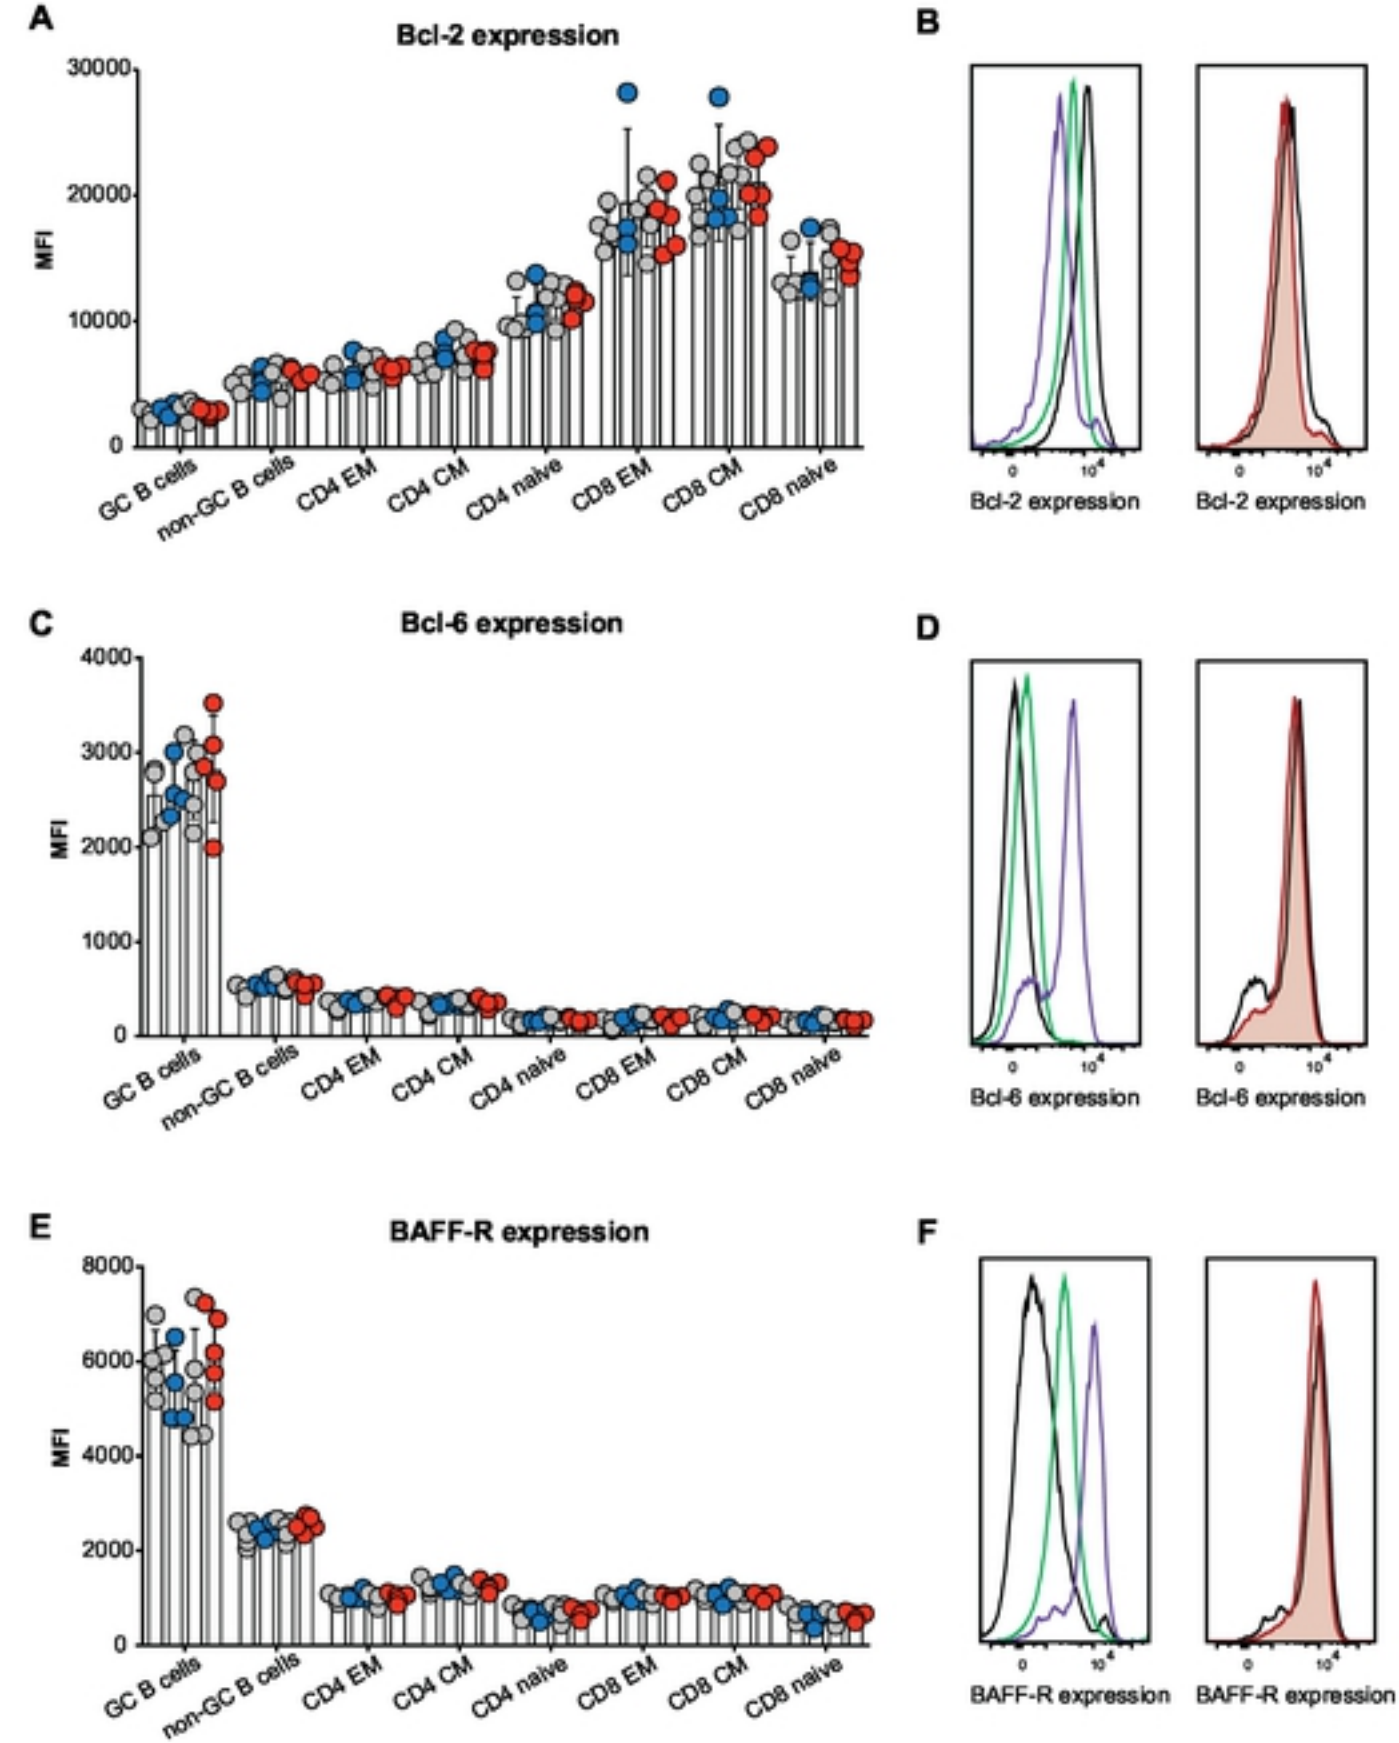 A
Bcl-2 expression
B
30000
20000
10000
0
MFI
GC B cells
non-GC B cells
CD4 EM
CD4 CM
CD4 naive
CD8 EM
CD8 CM
CD8 naive
0 10⁴
Bcl-2 expression
0 10⁴
Bcl-2 expression
C
Bcl-6 expression
D
4000
3000
2000
1000
0
MFI
GC B cells
non-GC B cells
CD4 EM
CD4 CM
CD4 naive
CD8 EM
CD8 CM
CD8 naive
0 10⁴
Bcl-6 expression
0 10⁴
Bcl-6 expression
E
BAFF-R expression
F
8000
6000
4000
2000
0
MFI
GC B cells
non-GC B cells
CD4 EM
CD4 CM
CD4 naive
CD8 EM
CD8 CM
CD8 naive
0 10⁴
BAFF-R expression
0 10⁴
BAFF-R expression